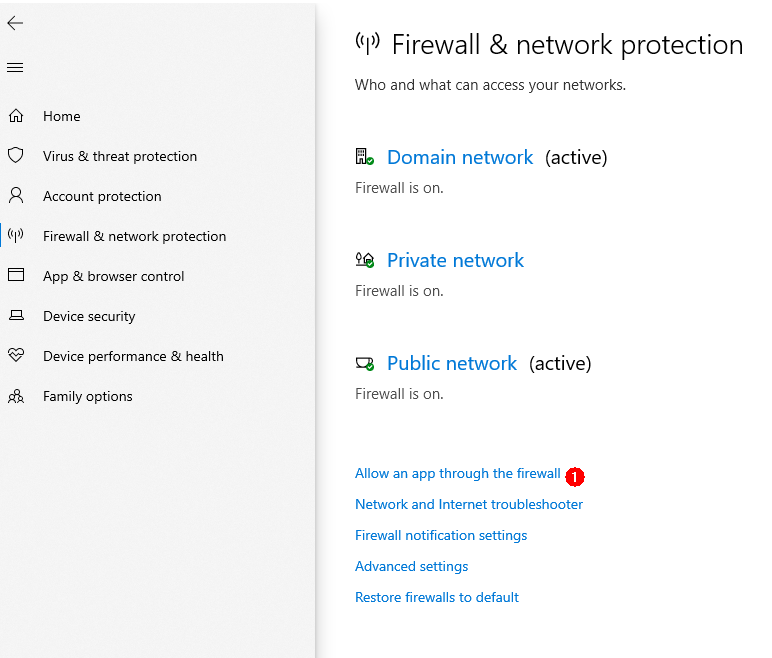 Home
Virus & threat protection
Account protection
Firewall & network protection
App & browser control
Device security
Device performance & health
Family options
Firewall & network protection
Who and what can access your networks.
Domain network (active)
Firewall is on.
Private network
Firewall is on.
Public network (active)
Firewall is on.
Allow an app through the firewall 1
Network and Internet troubleshooter
Firewall notification settings
Advanced settings
Restore firewalls to default